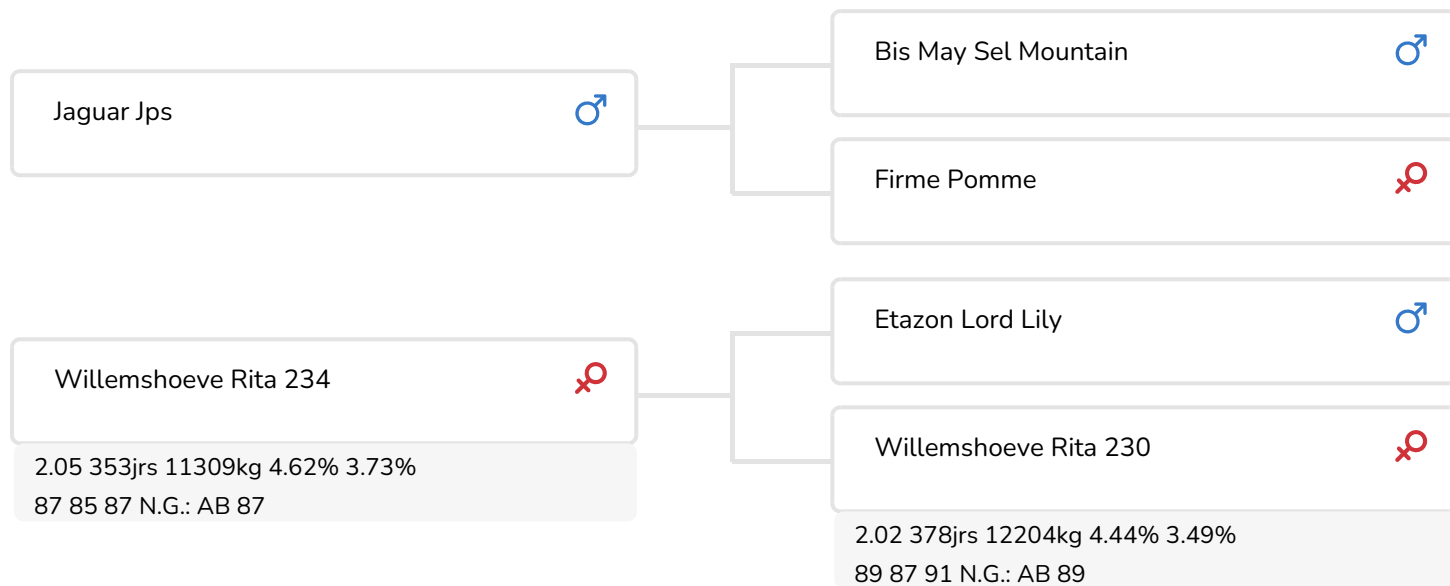 Jaguar Jps
Bis May Sel Mountain
Firme Pomme
Willemshoeve Rita 234
2.05 353jrs 11309kg 4.62% 3.73%
87 85 87 N.G.: AB 87
Etazon Lord Lily
Willemshoeve Rita 230
2.02 378jrs 12204kg 4.44% 3.49%
89 87 91 N.G.: AB 89